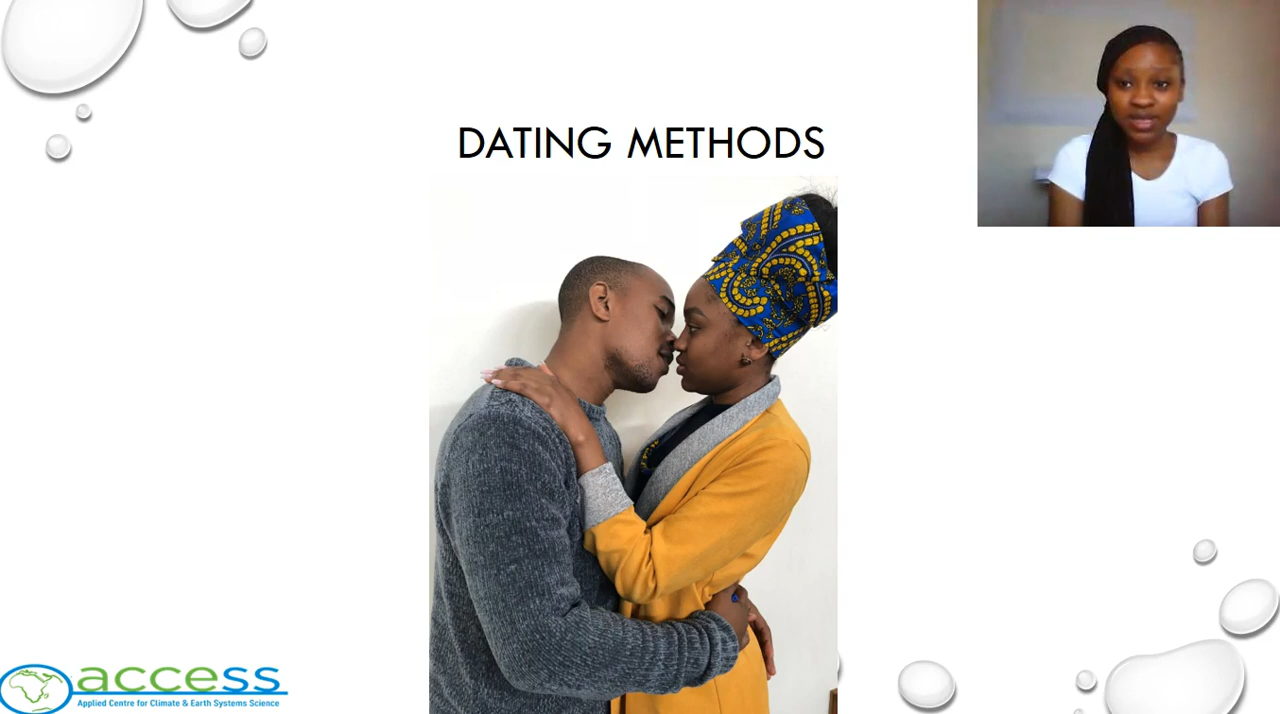 DATING METHODS
access
Applied Centre for Climate & Earth Systems Science